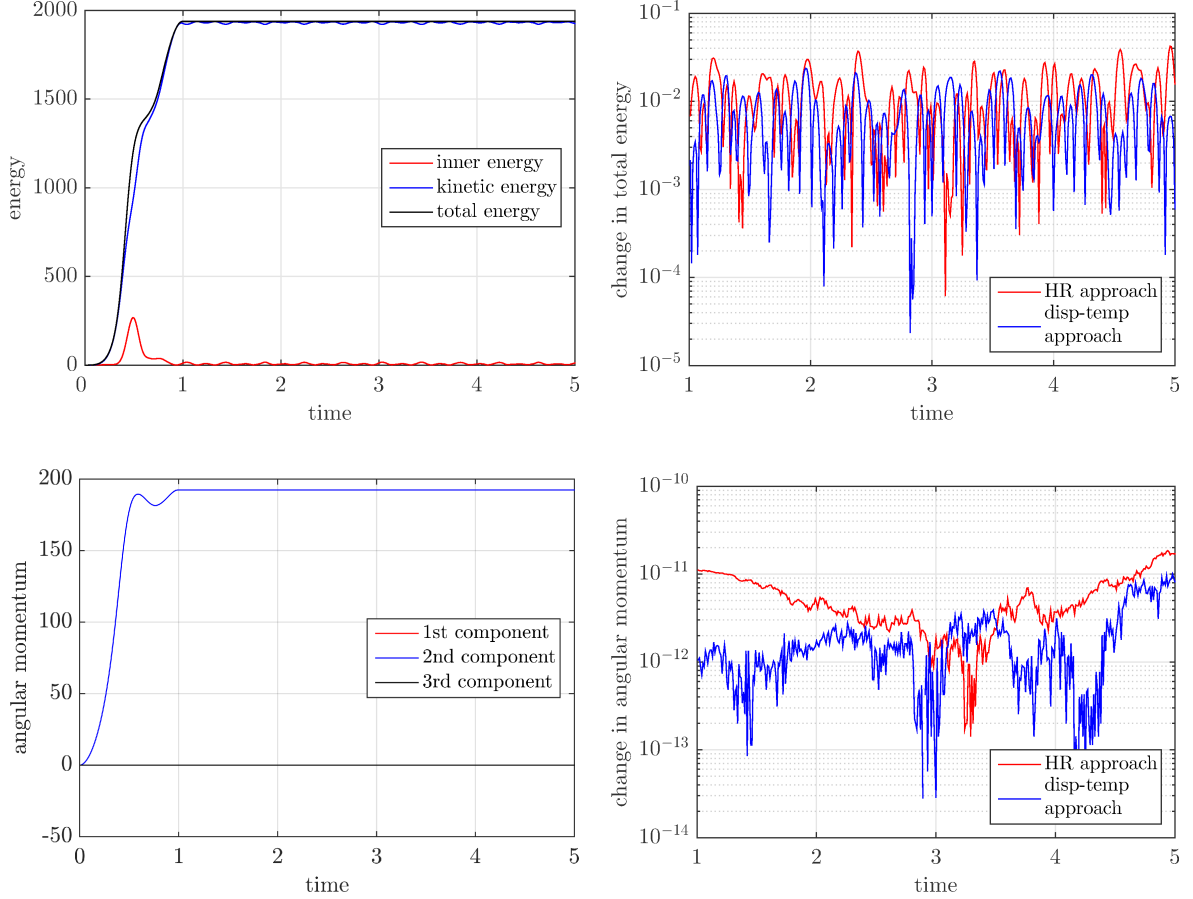 2000
1500
1000
500
0
energy
0
1
2
3
4
5
time
inner energy
kinetic energy
total energy
10−1
10−2
10−3
10−4
10−5
change in total energy
1
2
3
4
5
time
HR approach
disp-temp
approach
200
150
100
50
0
-50
angular momentum
0
1
2
3
4
5
time
1st component
2nd component
3rd component
10−10
10−11
10−12
10−13
10−14
change in angular momentum
1
2
3
4
5
time
HR approach
disp-temp
approach